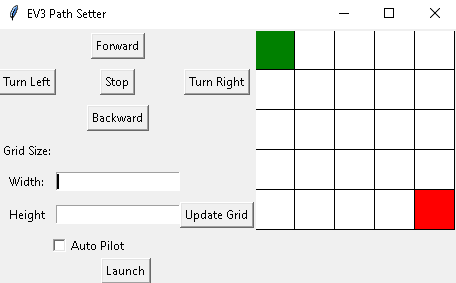 EV3 Path Setter
Forward
Turn Left Stop Turn Right
Backward
Grid Size:
Width:
Height Update Grid
Auto Pilot
Launch